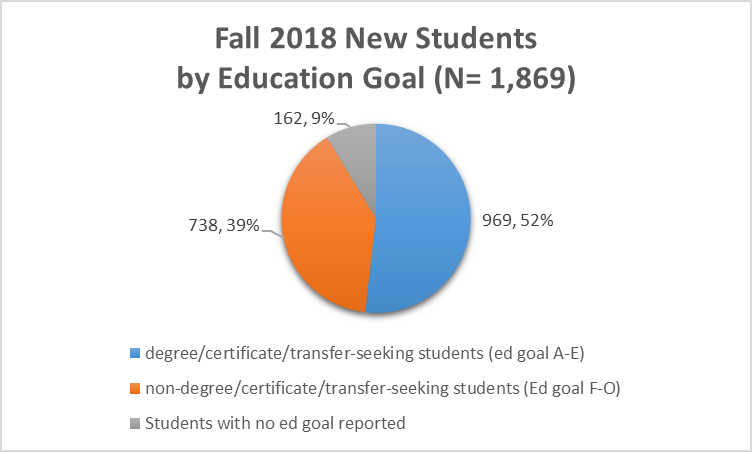 Fall 2018 New Students
by Education Goal (N= 1,869)
162, 9%
738, 39%
969, 52%
degree/certificate/transfer-seeking students (ed goal A-E)
non-degree/certificate/transfer-seeking students (Ed goal F-O)
Students with no ed goal reported